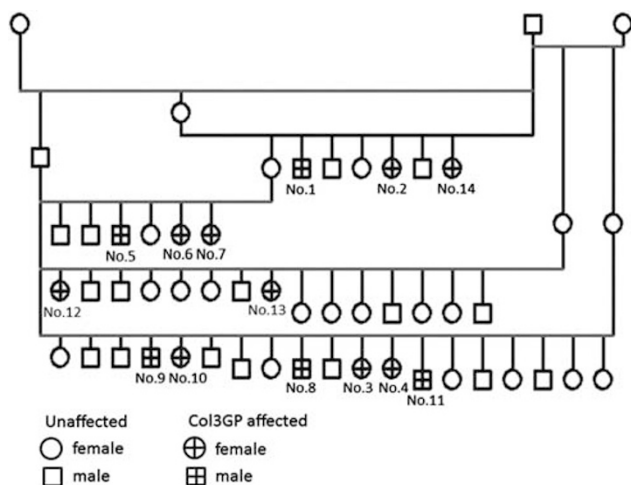 No.1 No.2 No.14
No.5 No.6 No.7
No.12 No.13
No.9 No.10 No.8 No.3 No.4
No.11
Unaffected Col3GP affected
female female
male male